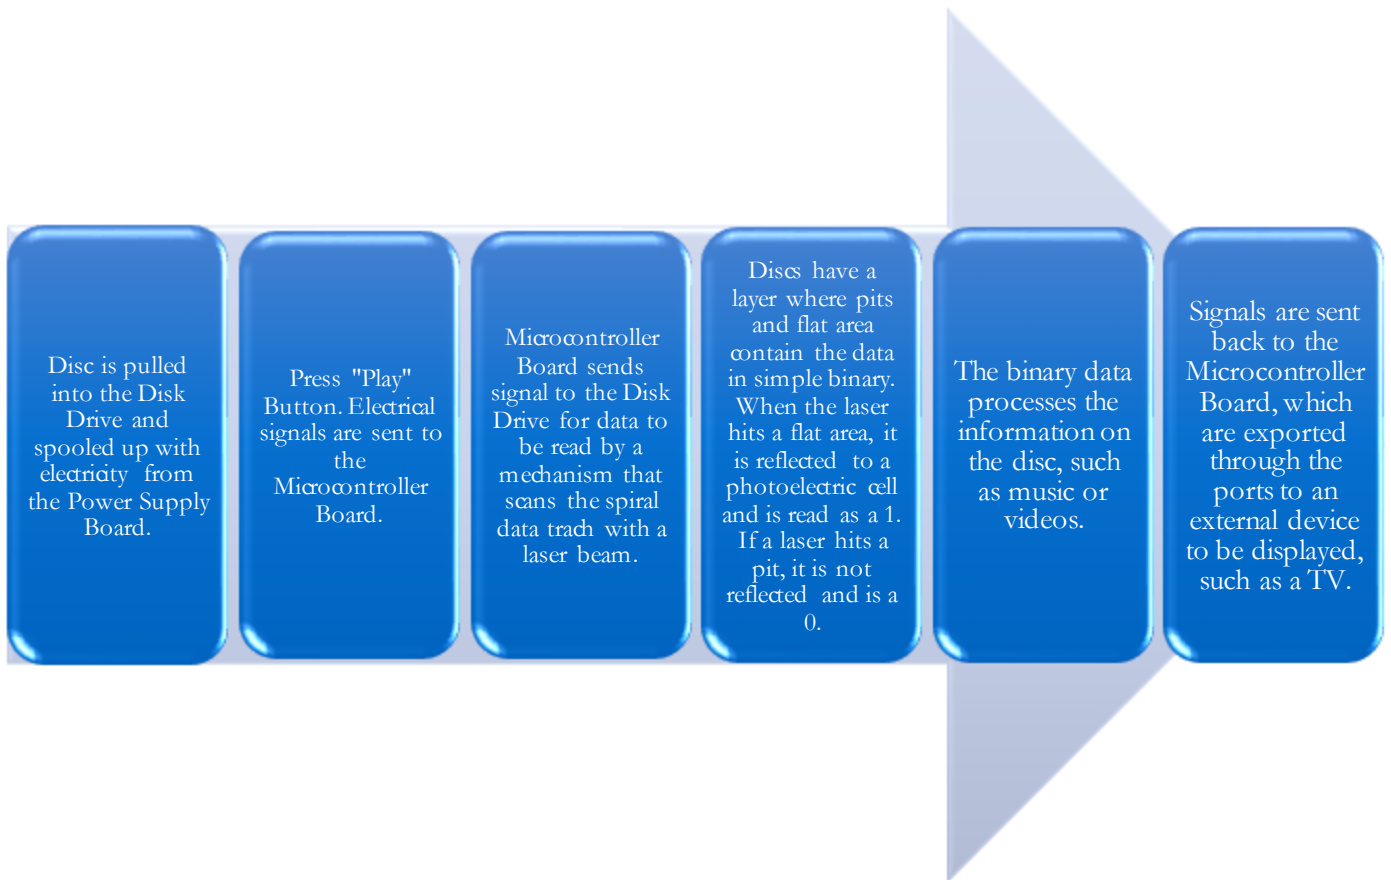 Disc is pulled
into the Disk
Drive and
spooled up with
electricity from
the Power Supply
Board.
Press "Play"
Button. Electrical
signals are sent to
the
Microcontroller
Board.
Microcontroller
Board sends
signal to the Disk
Drive for data to
be read by a
mechanism that
scans the spiral
data trach with a
laser beam.
Discs have a
layer where pits
and flat area
contain the data
in simple binary.
When the laser
hits a flat area, it
is reflected to a
photoelectric cell
and is read as a 1.
If a laser hits a
pit, it is not
reflected and is a
0.
The binary data
processes the
information on
the disc, such
as music or
videos.
Signals are sent
back to the
Microcontroller
Board, which
are exported
through the
ports to an
external device
to be displayed,
such as a TV.